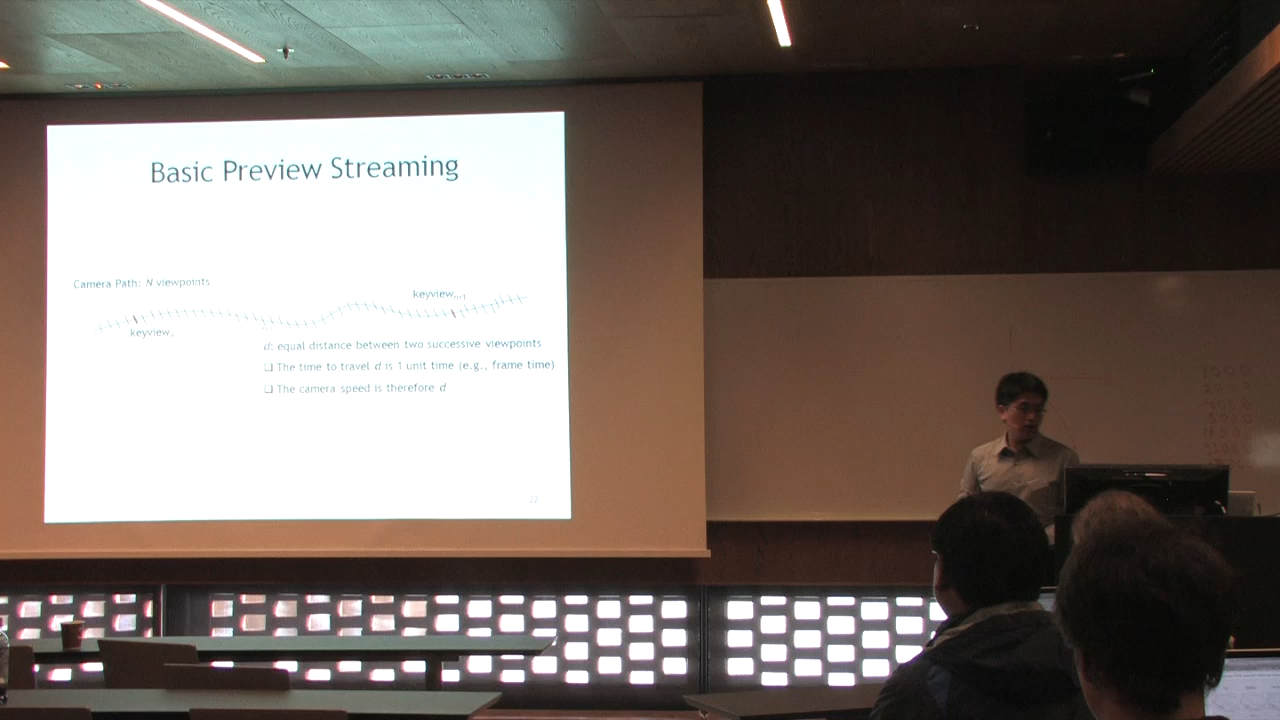 Basic Preview Streaming
Camera Path: N viewpoints
keyview
keyview
d: equal distance between two successive viewpoints
❑ The time to travel d is 1 unit time (e.g., frame time)
❑ The camera speed is therefore d
22